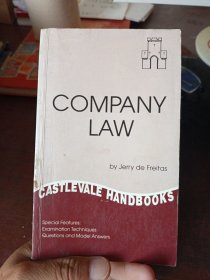 COMPANY
LAW
by Jerry de Freitas
CASTLEVALE HANDBOOKS
Special Features:
Examination Techniques
Questions and Model Answers